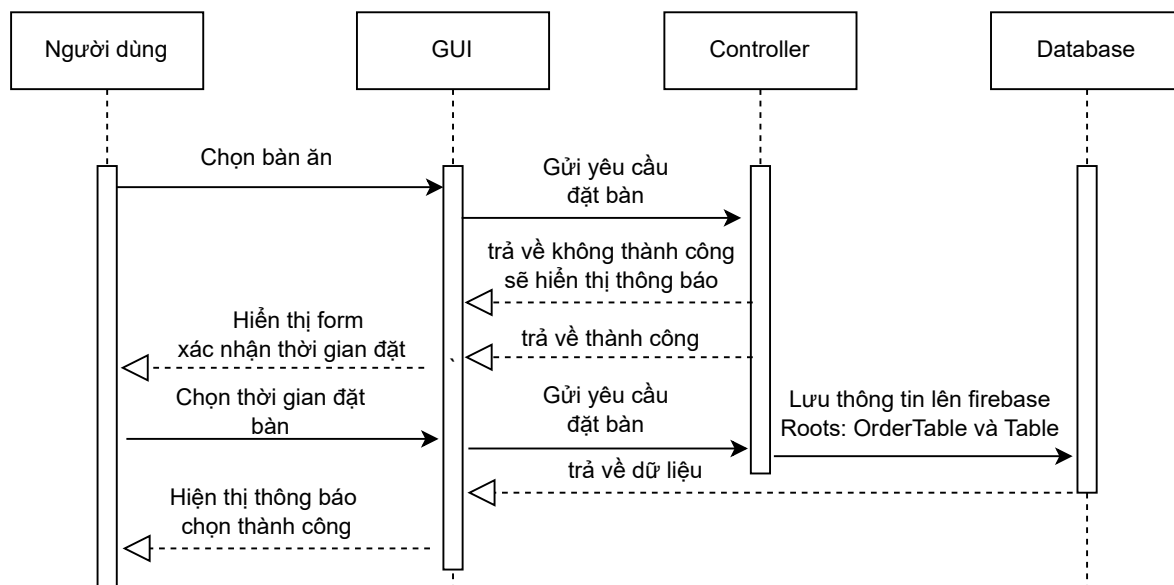 Người dùng
GUI
Controller
Database
Chọn bàn ăn
Gửi yêu cầu
đặt bàn
trả về không thành công
sẽ hiển thị thông báo
Hiển thị form
xác nhận thời gian đặt
trả về thành công
Chọn thời gian đặt
bàn
Gửi yêu cầu
đặt bàn
Lưu thông tin lên firebase
Roots: OrderTable và Table
trả về dữ liệu
Hiện thị thông báo
chọn thành công